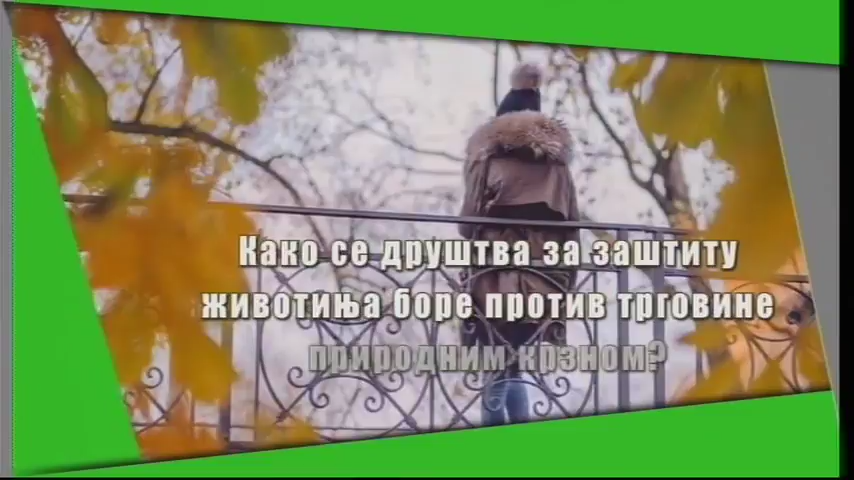 Како се друштва за заштиту
животиња боре против трговине
природним крзном?